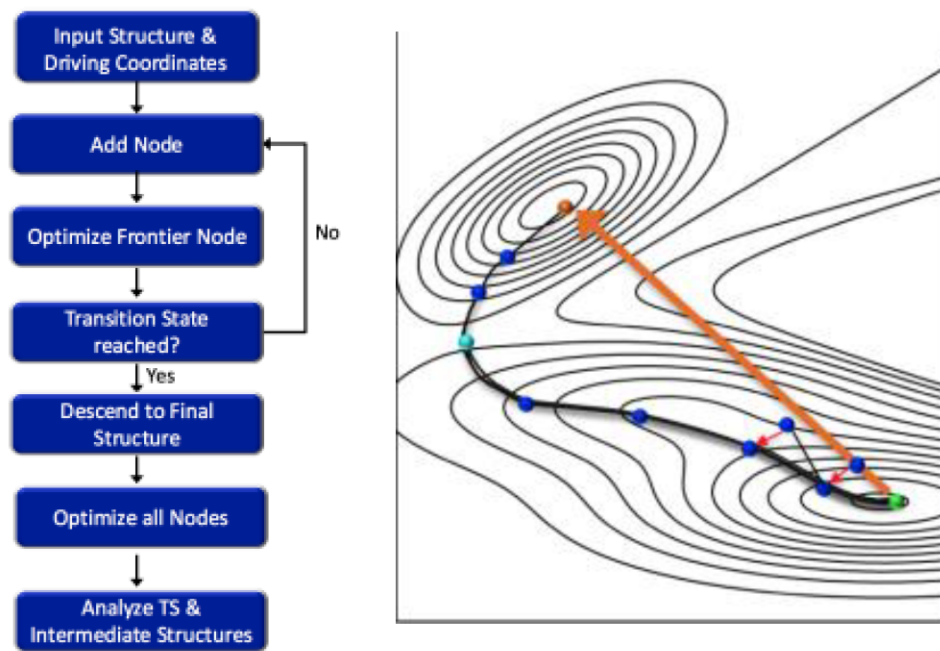 Input Structure &
Driving Coordinates
Add Node
Optimize Frontier Node
No
Transition State
reached?
Yes
Descend to Final
Structure
Optimize all Nodes
Analyze TS &
Intermediate Structures